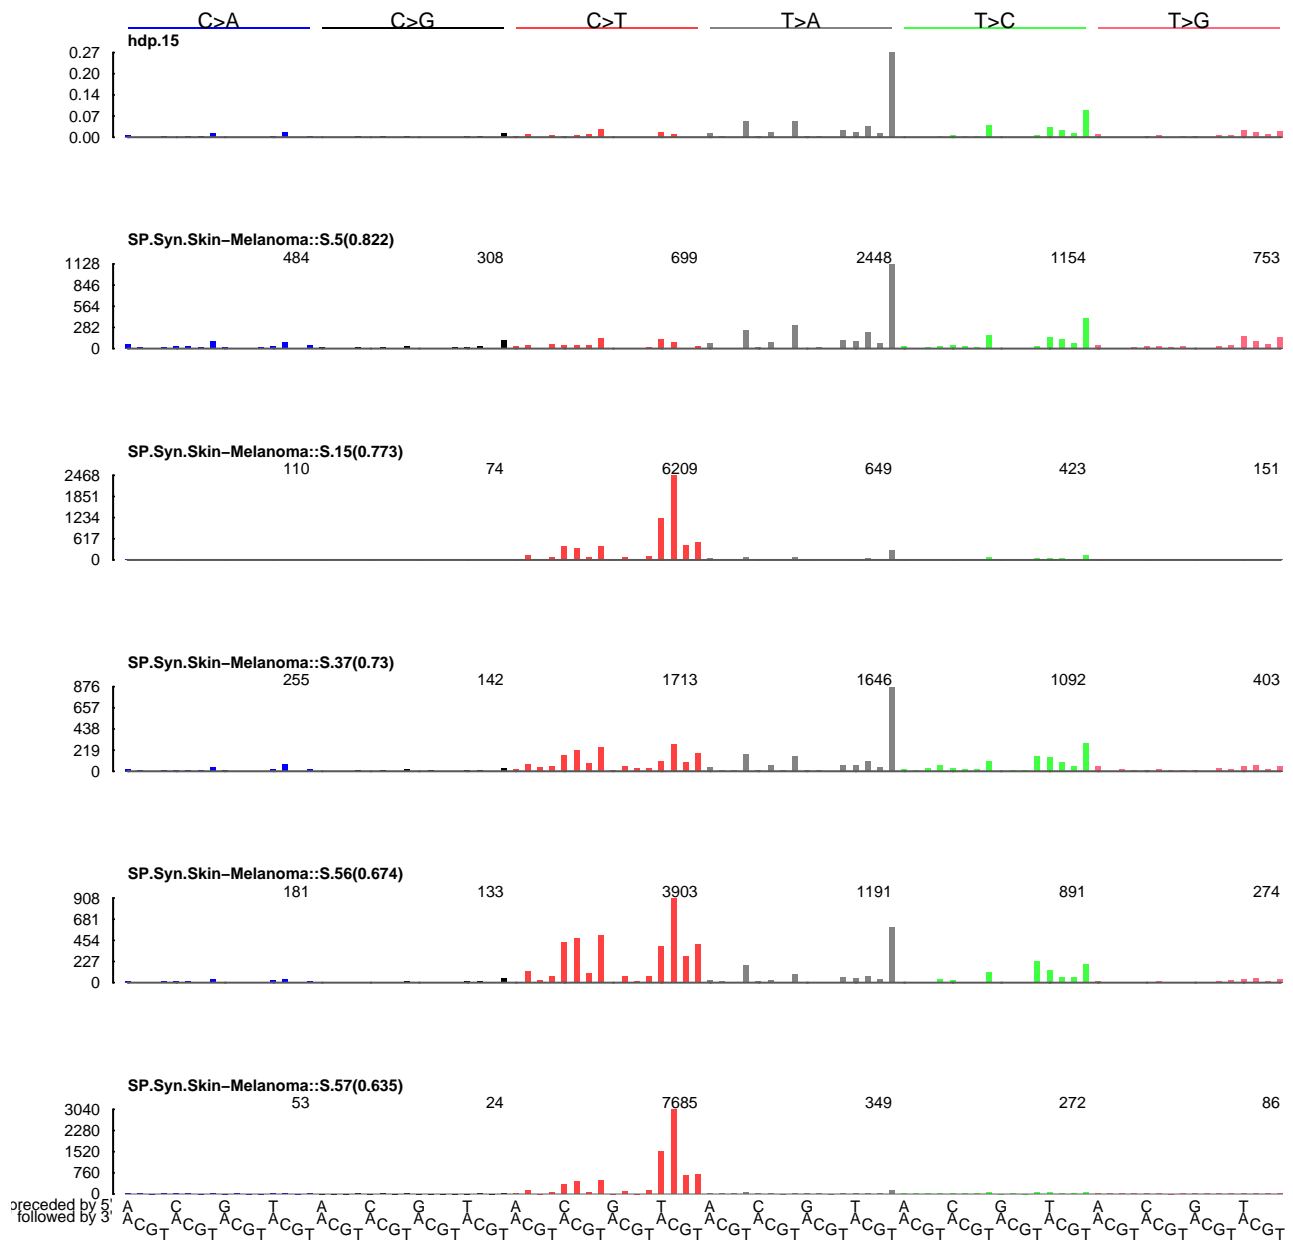 C>A C>G C>T T>A T>C T>G
hdp.15
0.27
0.20
0.14
0.07
0.00
SP.Syn.Skin−Melanoma::S.5(0.822)
484 308 699 2448 1154 753
1128
846
564
282
0
SP.Syn.Skin−Melanoma::S.15(0.773)
110 74 6209 649 423 151
2468
1851
1234
617
0
SP.Syn.Skin−Melanoma::S.37(0.73)
255 142 1713 1646 1092 403
876
657
438
219
0
SP.Syn.Skin−Melanoma::S.56(0.674)
181 133 3903 1191 891 274
908
681
454
227
0
SP.Syn.Skin−Melanoma::S.57(0.635)
53 24 7685 349 272 86
3040
2280
1520
760
0
preceded by 5' A C G T A C G T A C G T A C G T A C G T A C G T
followed by 3' A C G T A C G T A C G T A C G T A C G T A C G T A C G T A C G T A C G T A C G T A C G T A C G T A C G T A C G T A C G T A C G T A C G T A C G T A C G T A C G T A C G T A C G T A C G T A C G T